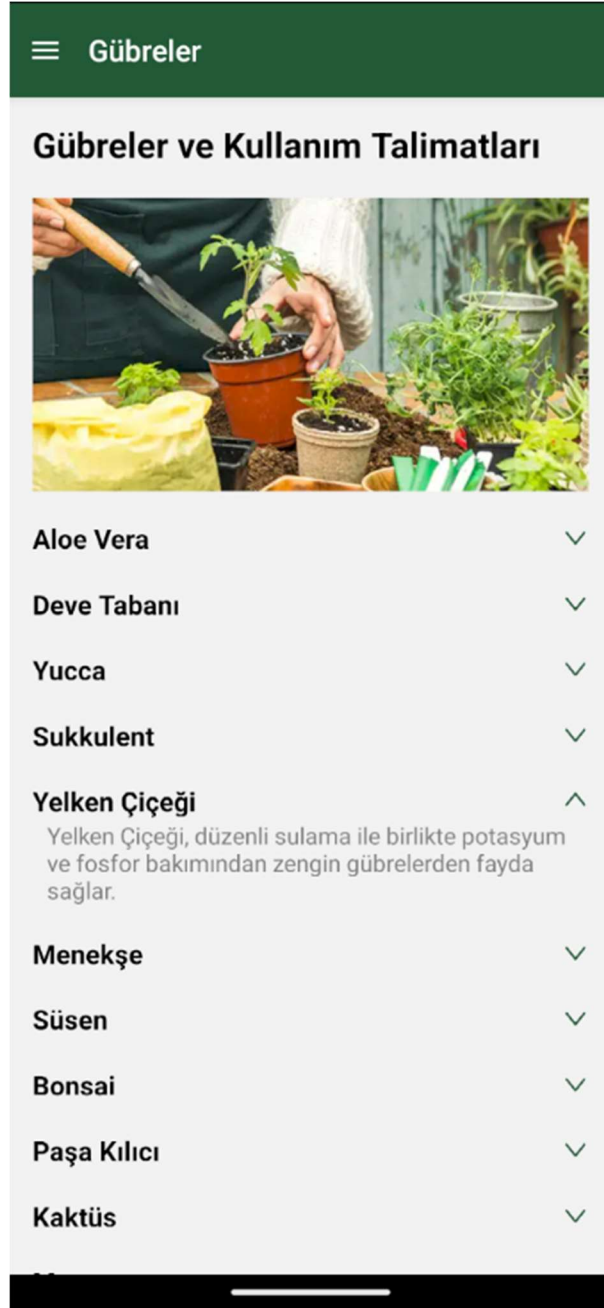 Gübreler
Gübreler ve Kullanım Talimatları
Aloe Vera
Deve Tabanı
Yucca
Sukkulent
Yelken Çiçeği
Yelken Çiçeği, düzenli sulama ile birlikte potasyum
ve fosfor bakımından zengin gübrelerden fayda
sağlar.
Menekşe
Süsen
Bonsai
Paşa Kılıcı
Kaktüs